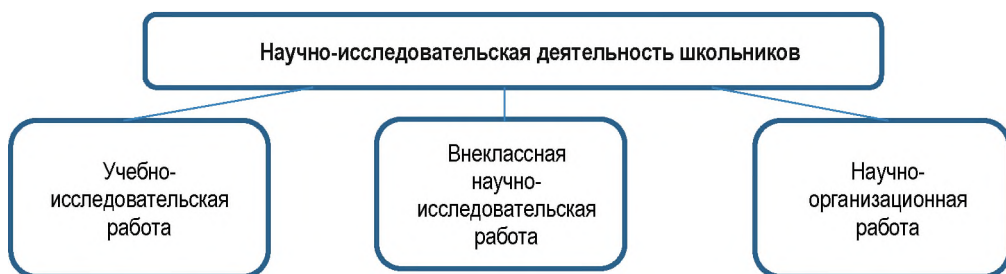 Научно-исследовательская деятельность школьников
Учебно-
исследовательская
работа
Внеклассная
научно-
исследовательская
работа
Научно-
организационная
работа